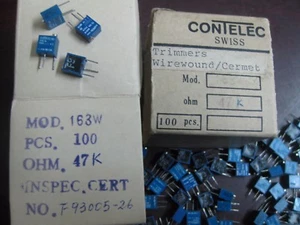 CONTELEC
SWISS
Trimmers
Wirewound/Cermet
Mod.
ohm 47K
100 pcs.
MOD. 163W
PCS. 100
OHM. 47K
INSPEC.CERT
NO. F93005-26